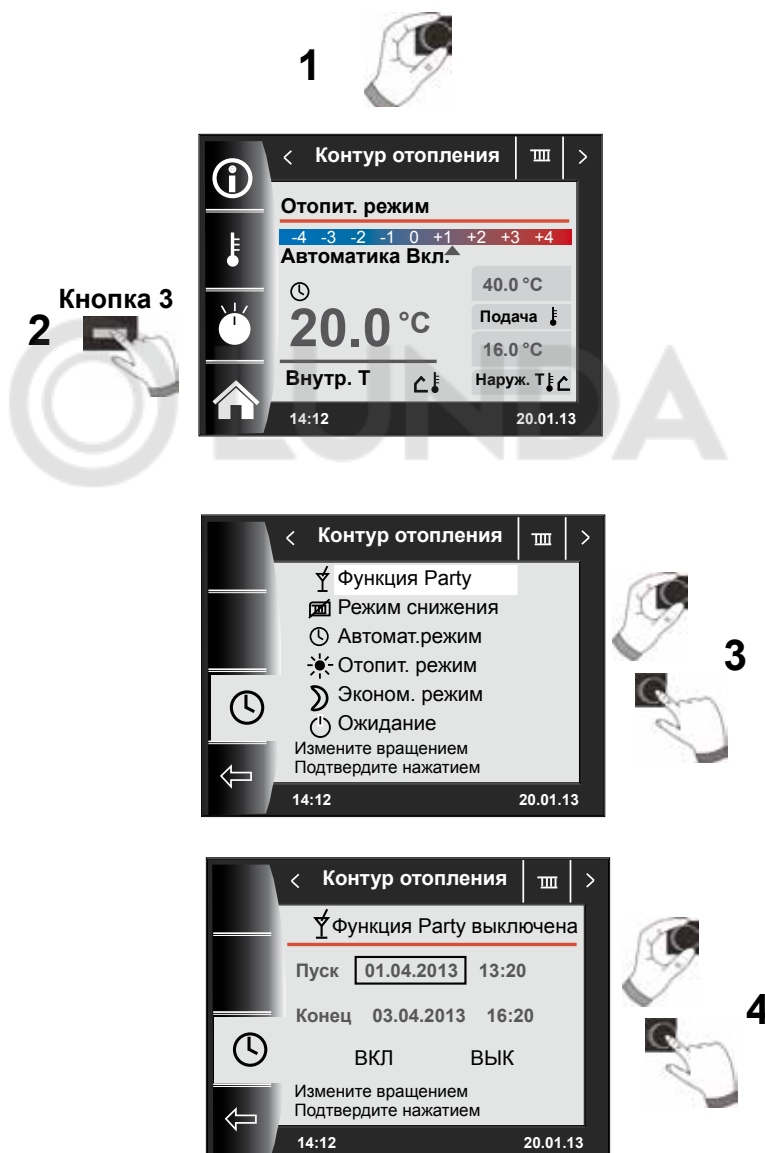 1
< Контур отопления >
Отопит. режим
-4 -3 -2 -1 0 +1 +2 +3 +4
Автоматика Вкл.
40.0 °C
20.0 °C
Подача
16.0 °C
Внутр. T
Наруж. T
14:12 20.01.13
Кнопка 3
2
LUNDA
< Контур отопления >
Функция Party
Режим снижения
Автомат.режим
Отопит. режим
Эконом. режим
Ожидание
Измените вращением
Подтвердите нажатием
14:12 20.01.13
3
< Контур отопления >
Функция Party выключена
Пуск 01.04.2013 13:20
Конец 03.04.2013 16:20
ВКЛ ВЫК
Измените вращением
Подтвердите нажатием
14:12 20.01.13
4